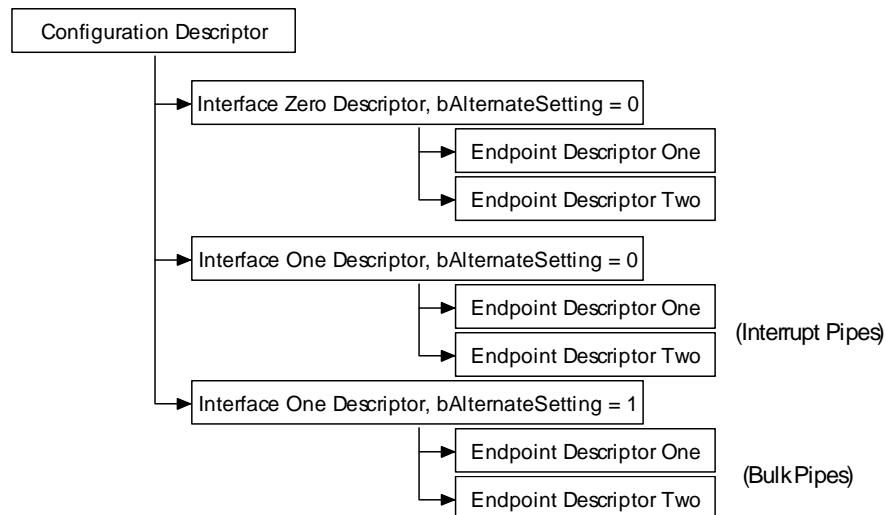 Configuration Descriptor
Interface Zero Descriptor, bAlternateSetting = 0
Endpoint Descriptor One
Endpoint Descriptor Two
Interface One Descriptor, bAlternateSetting = 0
Endpoint Descriptor One
(Interrupt Pipes)
Endpoint Descriptor Two
Interface One Descriptor, bAlternateSetting = 1
Endpoint Descriptor One
(Bulk Pipes)
Endpoint Descriptor Two